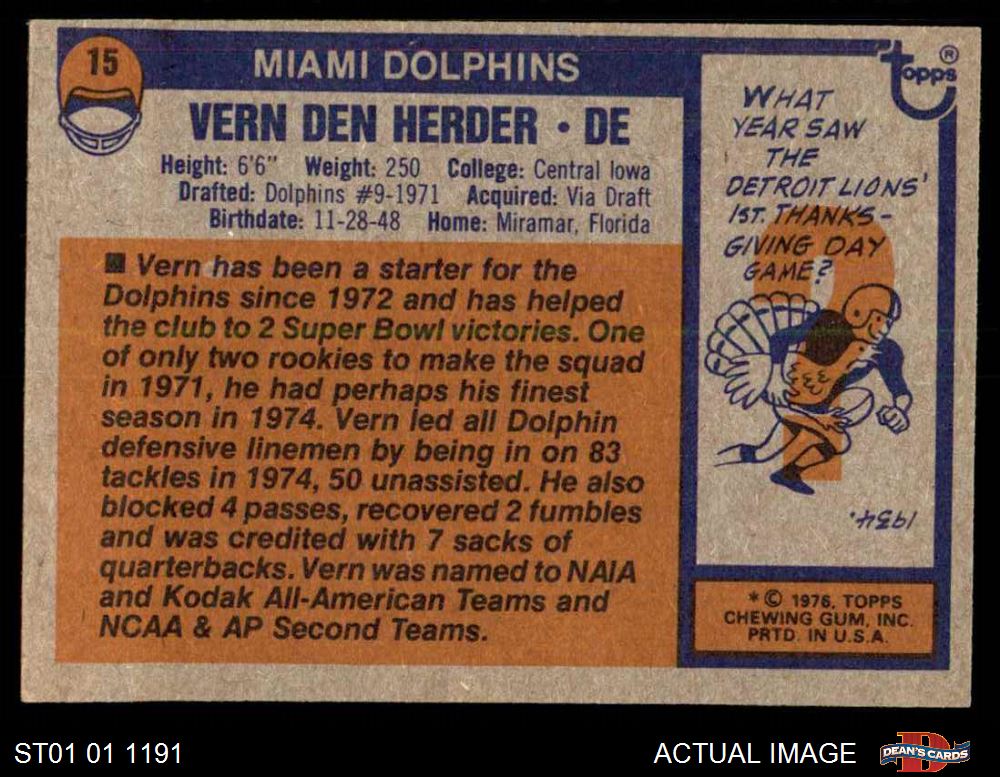 15
MIAMI DOLPHINS
VERN DEN HERDER • DE
Height: 6'6" Weight: 250 College: Central Iowa
Drafted: Dolphins #9-1971 Acquired: Via Draft
Birthdate: 11-28-48 Home: Miramar, Florida
■ Vern has been a starter for the
Dolphins since 1972 and has helped
the club to 2 Super Bowl victories. One
of only two rookies to make the squad
in 1971, he had perhaps his finest
season in 1974. Vern led all Dolphin
defensive linemen by being in on 83
tackles in 1974, 50 unassisted. He also
blocked 4 passes, recovered 2 fumbles
and was credited with 7 sacks of
quarterbacks. Vern was named to NAIA
and Kodak All-American Teams and
NCAA & AP Second Teams.
Topps®
WHAT
YEAR SAW
THE
DETROIT LIONS'
1ST. THANKS-
GIVING DAY
GAME?
1934.
* © 1976, TOPPS
CHEWING GUM, INC.
PRTD. IN U.S.A.
ST01 01 1191
ACTUAL IMAGE
DEAN'S CARDS